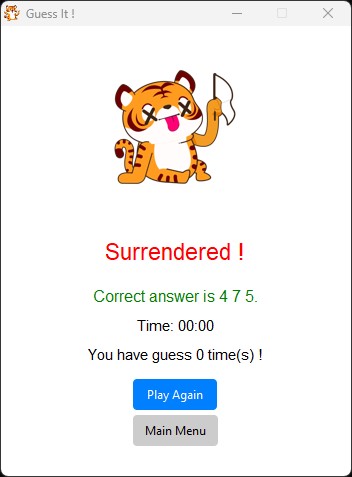 Guess It !
Surrendered !
Correct answer is 4 7 5.
Time: 00:00
You have guess 0 time(s) !
Play Again
Main Menu